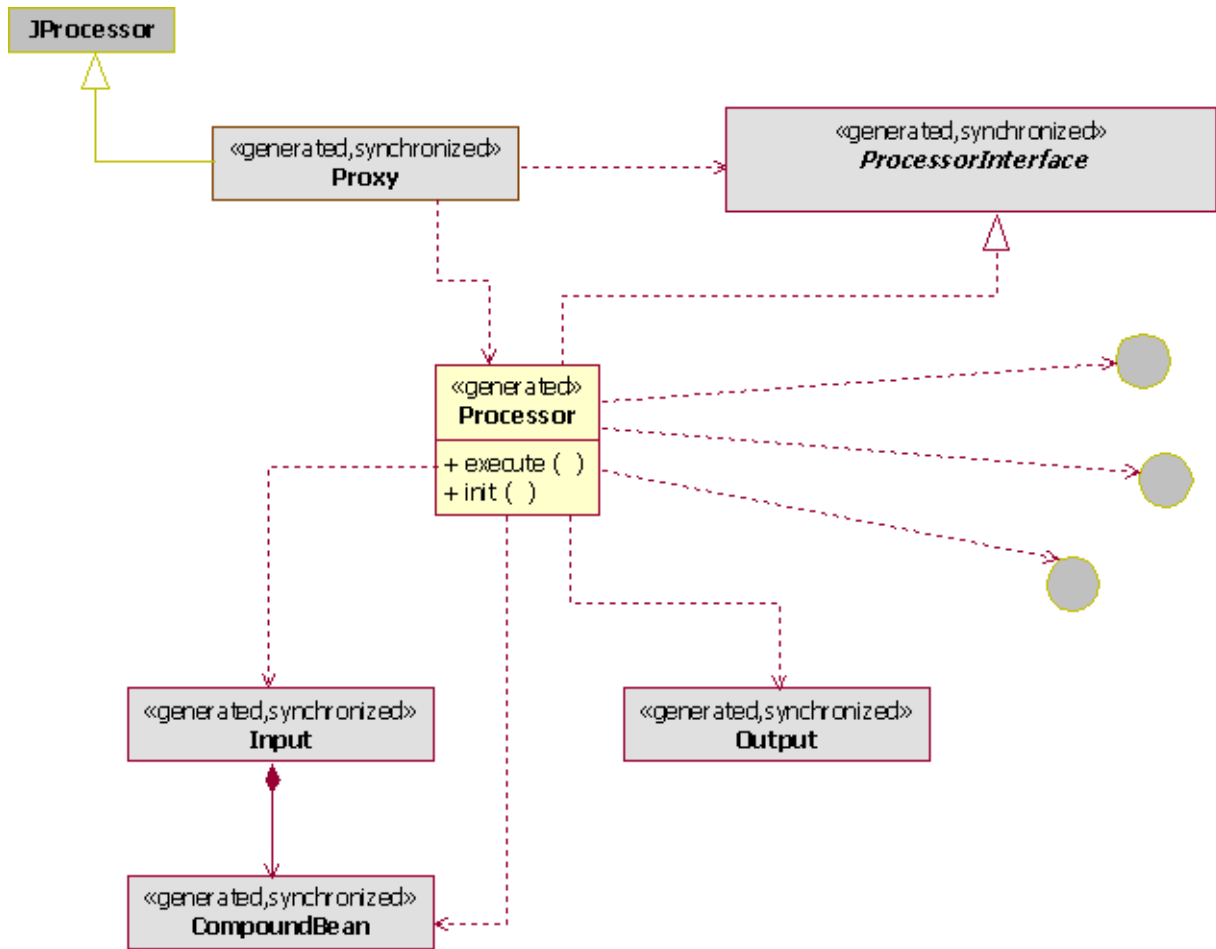 JProcessor
«generated,synchronized»
Proxy
«generated,synchronized»
ProcessorInterface
«generated»
Processor
+ execute ( )
+ init ( )
«generated,synchronized»
Input
«generated,synchronized»
Output
«generated,synchronized»
CompoundBean